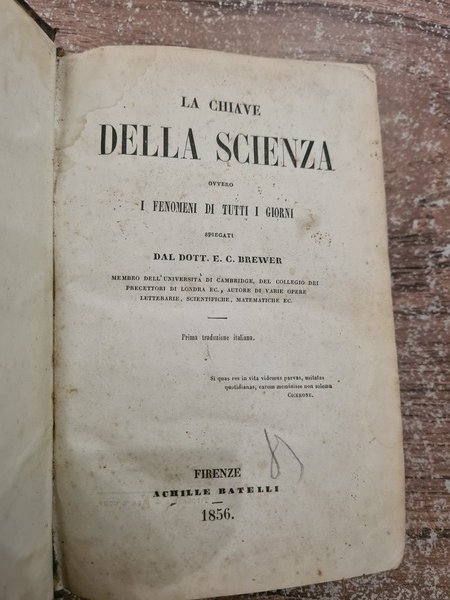 LA CHIAVE
DELLA SCIENZA
OVVERO
I FENOMENI DI TUTTI I GIORNI
SPIEGATI
DAL DOTT. E. C. BREWER
MEMBRO DELL'UNIVERSITÀ DI CAMBRIDGE, DEL COLLEGIO DEI
PRECETTORI DI LONDRA EC., AUTORE DI VARIE OPERE
LETTERARIE, SCIENTIFICHE, MATEMATICHE EC.
Prima traduzione italiana.
Si quas res in vita videmus parvas, usitatas
quotidianas, earum meminisse non solemus
CICERONE.
FIRENZE
ACHILLE BATELLI
1856.